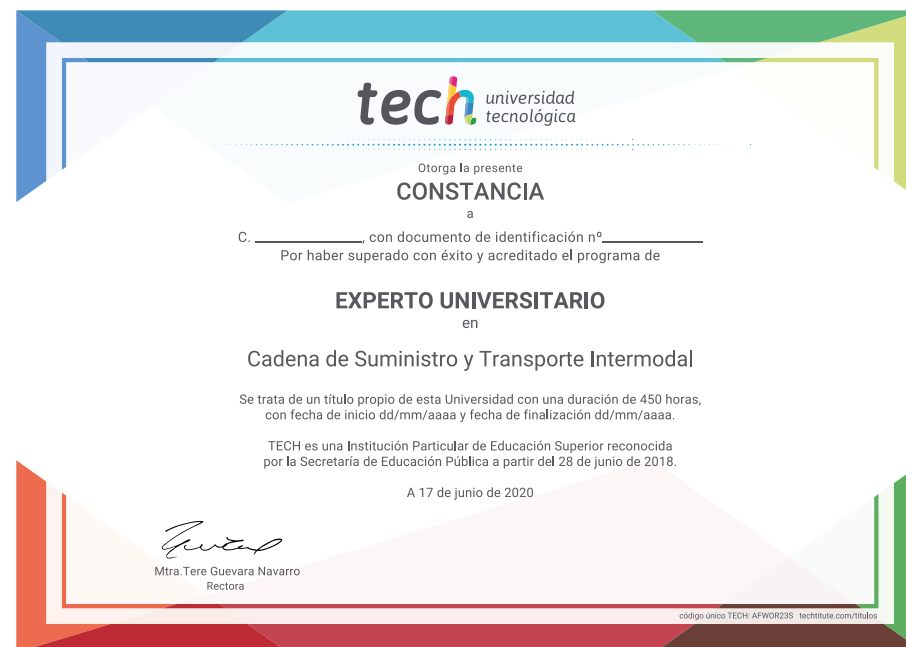 tech universidad
tecnológica
Otorga la presente
CONSTANCIA
a
C. ____________, con documento de identificación nº____________
Por haber superado con éxito y acreditado el programa de
EXPERTO UNIVERSITARIO
en
Cadena de Suministro y Transporte Intermodal
Se trata de un título propio de esta Universidad con una duración de 450 horas,
con fecha de inicio dd/mm/aaaa y fecha de finalización dd/mm/aaaa.
TECH es una Institución Particular de Educación Superior reconocida
por la Secretaría de Educación Pública a partir del 28 de junio de 2018.
A 17 de junio de 2020
Mtra.Tere Guevara Navarro
Rectora
código único TECH: AFWOR23S techtitute.com/titulos